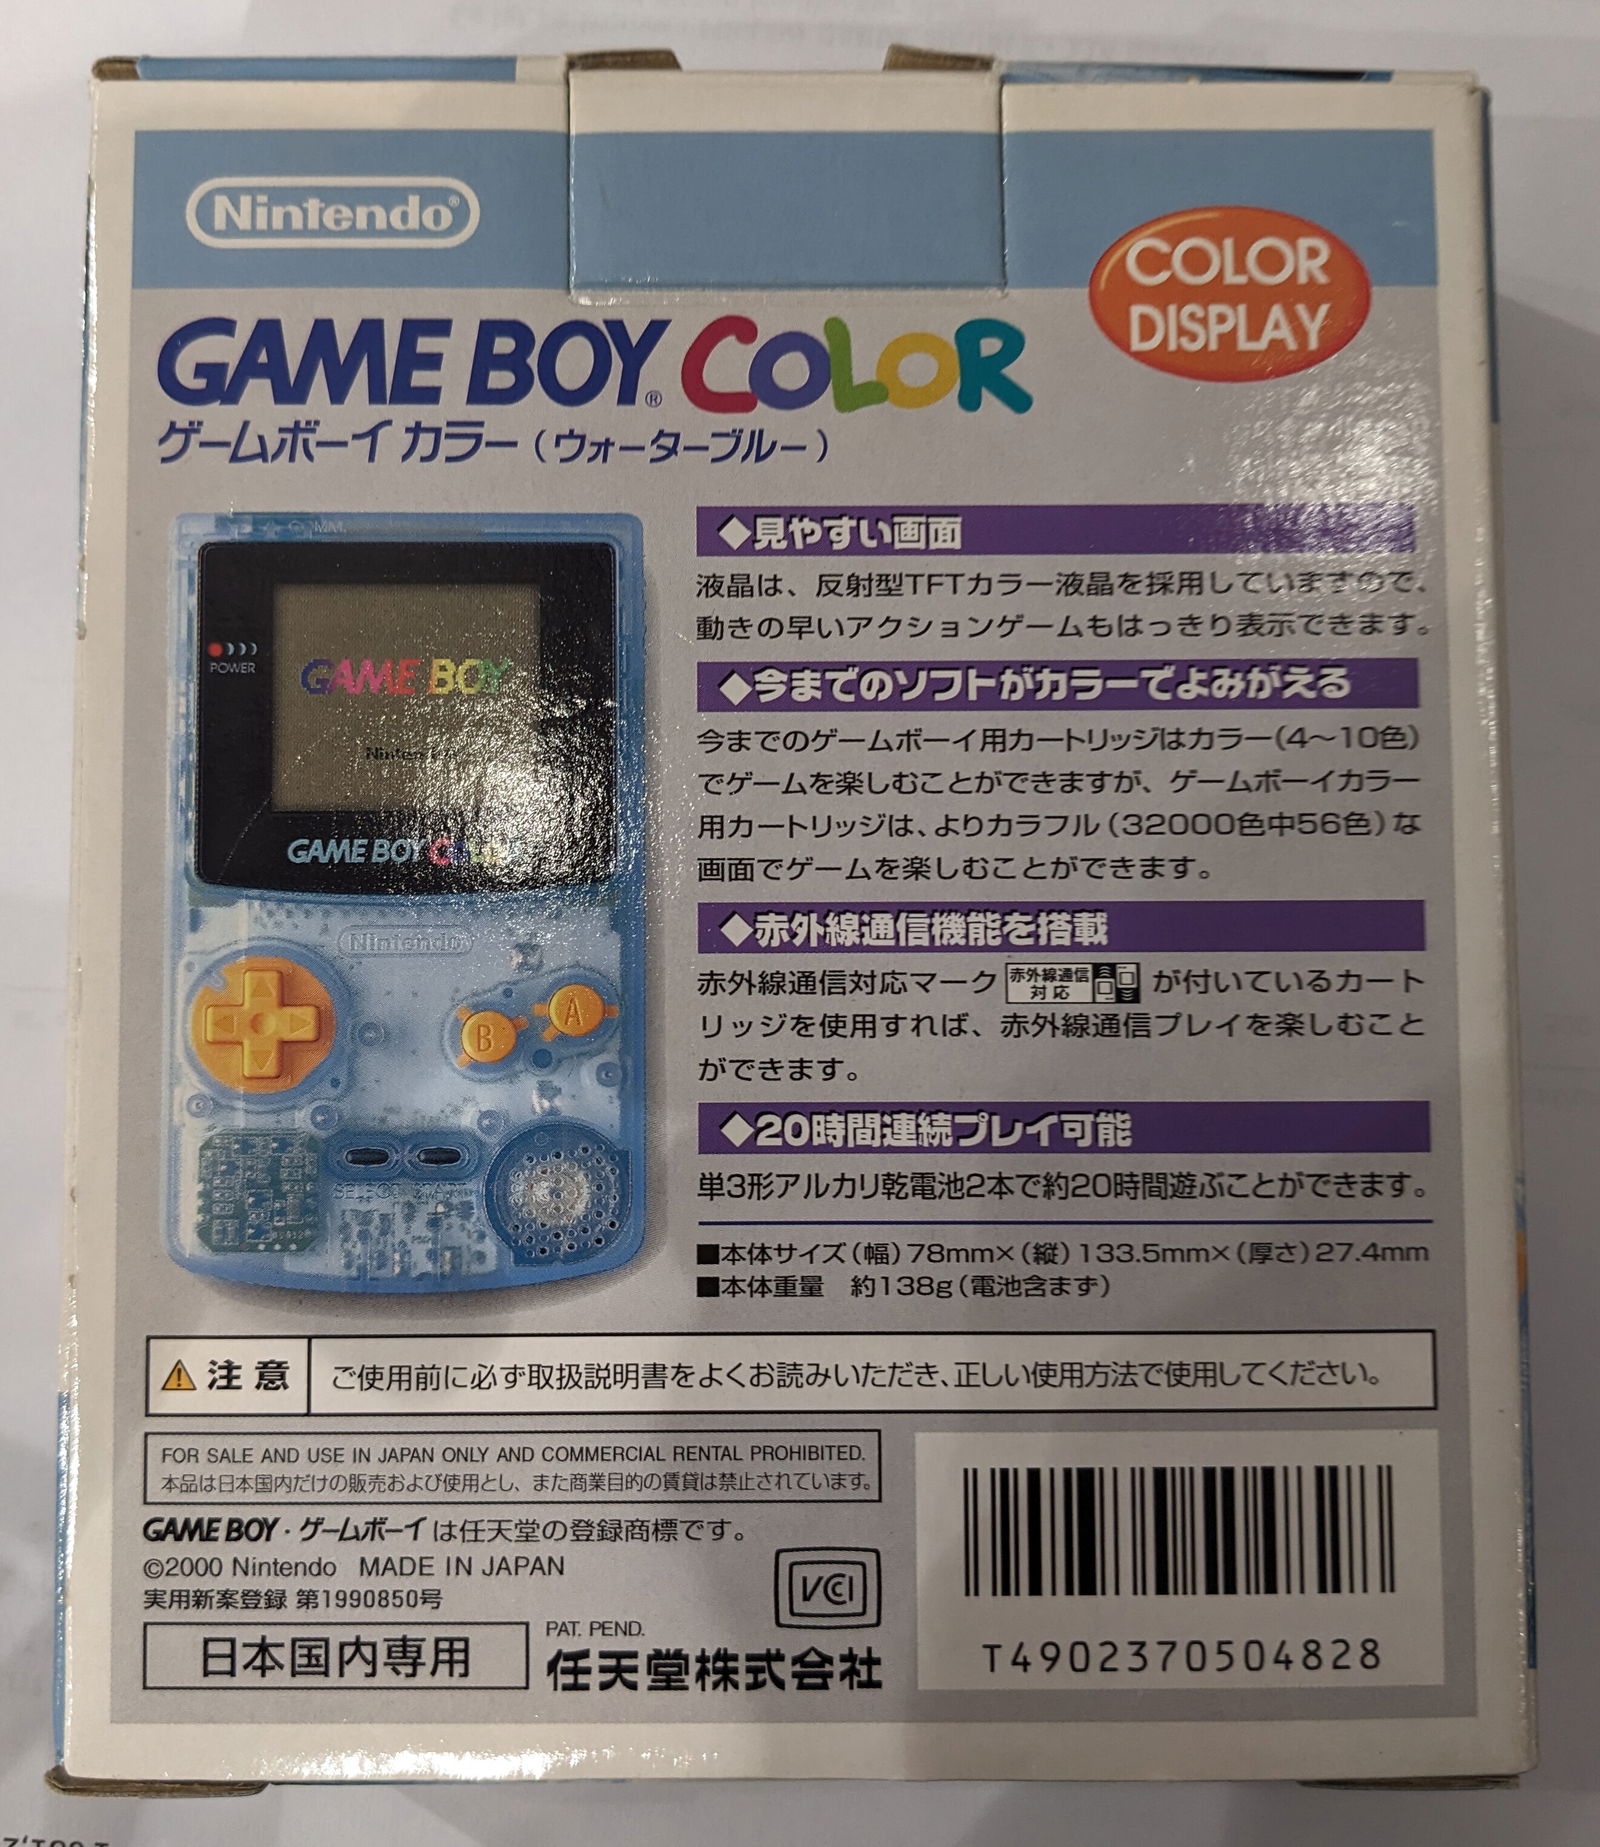 Nintendo®
COLOR
DISPLAY
GAME BOY® COLOR
ゲームボーイ カラー（ウォーターブルー）
POWER
GAME BOY
GAME BOY COLOR
Nintendo
B
A
SELECT START
◆見やすい画面
液晶は、反射型TFTカラー液晶を採用していますので、
動きの早いアクションゲームもはっきり表示できます。
◆今までのソフトがカラーでよみがえる
今までのゲームボーイ用カートリッジはカラー（4～10色）
でゲームを楽しむことができますが、ゲームボーイカラー
用カートリッジは、よりカラフル（32000色中56色）な
画面でゲームを楽しむことができます。
◆赤外線通信機能を搭載
赤外線通信対応マーク 赤外線通信対応 が付いているカート
リッジを使用すれば、赤外線通信プレイを楽しむこと
ができます。
◆20時間連続プレイ可能
単3形アルカリ乾電池2本で約20時間遊ぶことができます。
■本体サイズ（幅）78mm×（縦）133.5mm×（厚さ）27.4mm
■本体重量 約138g（電池含まず）
注意 ご使用前に必ず取扱説明書をよくお読みいただき、正しい使用方法で使用してください。
FOR SALE AND USE IN JAPAN ONLY AND COMMERCIAL RENTAL PROHIBITED.
本品は日本国内だけの販売および使用とし、また商業目的の賃貸は禁止されています。
GAME BOY・ゲームボーイは任天堂の登録商標です。
©2000 Nintendo MADE IN JAPAN
実用新案登録 第1990850号
VCI
日本国内専用
PAT. PEND.
任天堂株式会社
T4902370504828